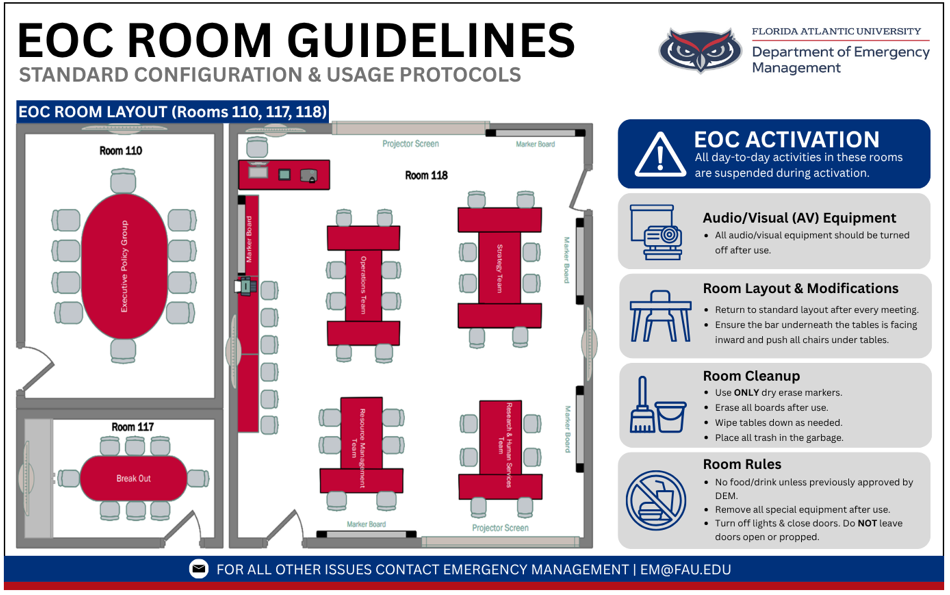 EOC ROOM GUIDELINES
STANDARD CONFIGURATION & USAGE PROTOCOLS
FLORIDA ATLANTIC UNIVERSITY
Department of Emergency
Management
EOC ROOM LAYOUT (Rooms 110, 117, 118)
Room 110
Executive Policy Group
Room 117
Break Out
Projector Screen
Marker Board
Room 118
Marker Board
Operations Team
Strategy Team
Marker Board
Resource Management
Team
Research & Human Services
Team
Marker Board
Marker Board
Projector Screen
EOC ACTIVATION
All day-to-day activities in these rooms
are suspended during activation.
Audio/Visual (AV) Equipment
• All audio/visual equipment should be turned
off after use.
Room Layout & Modifications
• Return to standard layout after every meeting.
• Ensure the bar underneath the tables is facing
inward and push all chairs under tables.
Room Cleanup
• Use ONLY dry erase markers.
• Erase all boards after use.
• Wipe tables down as needed.
• Place all trash in the garbage.
Room Rules
• No food/drink unless previously approved by
DEM.
• Remove all special equipment after use.
• Turn off lights & close doors. Do NOT leave
doors open or propped.
FOR ALL OTHER ISSUES CONTACT EMERGENCY MANAGEMENT | EM@FAU.EDU